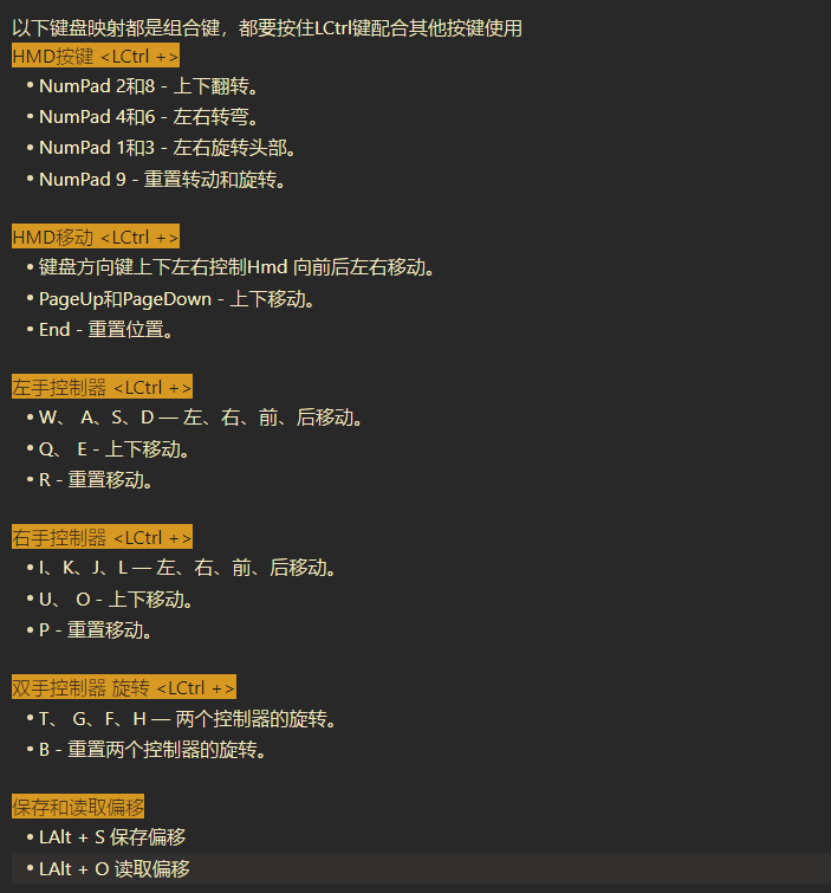 以下键盘映射都是组合键，都要按住LCtrl键配合其他按键使用
HMD按键 <LCtrl +>
• NumPad 2和8 - 上下翻转。
• NumPad 4和6 - 左右转弯。
• NumPad 1和3 - 左右旋转头部。
• NumPad 9 - 重置转动和旋转。
HMD移动 <LCtrl +>
• 键盘方向键上下左右控制Hmd 向前后左右移动。
• PageUp和PageDown - 上下移动。
• End - 重置位置。
左手控制器 <LCtrl +>
• W、 A、S、D — 左、右、前、后移动。
• Q、 E - 上下移动。
• R - 重置移动。
右手控制器 <LCtrl +>
• I、K、J、L — 左、右、前、后移动。
• U、 O - 上下移动。
• P - 重置移动。
双手控制器 旋转 <LCtrl +>
• T、 G、F、H — 两个控制器的旋转。
• B - 重置两个控制器的旋转。
保存和读取偏移
• LAlt + S 保存偏移
• LAlt + O 读取偏移